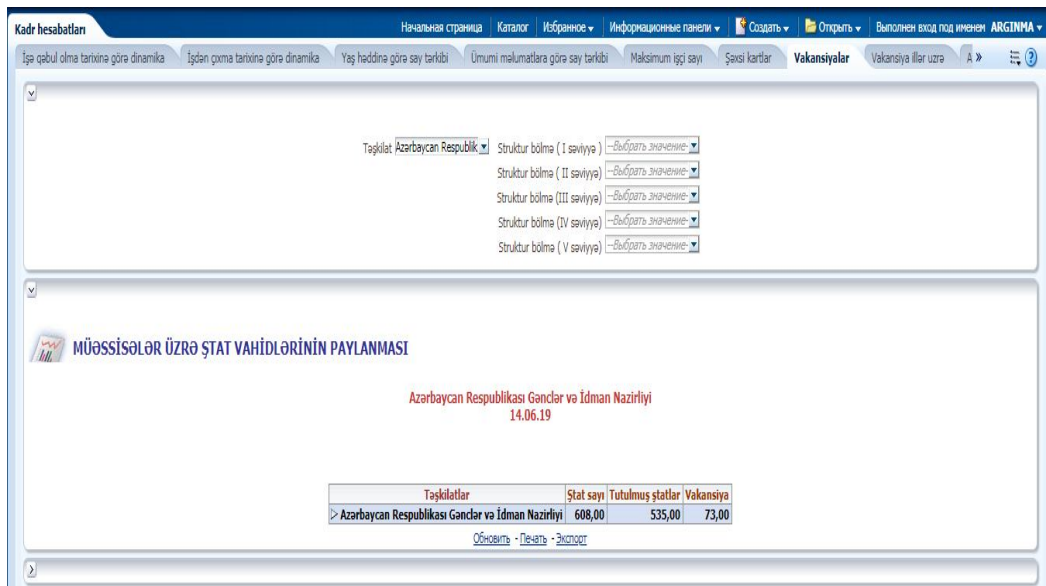 Kadr hesabatları Начальная страница Каталог Избранное Информационные панели Создать Открыть Выполнен вход под именем ARGINMA
İşə qəbul olma tarixinə görə dinamika İşdən çıxma tarixinə görə dinamika Yaş həddinə görə say tərkibi Ümumi məlumatlara görə say tərkibi Maksimum işçi sayı Şəxsi kartlar Vakansiyalar Vakansiya illər uzrə A »
Təşkilat Azərbaycan Respublik Struktur bölmə ( I səviyyə ) --Выбрать значение-
Struktur bölmə ( II səviyyə) --Выбрать значение-
Struktur bölmə (III səviyyə) --Выбрать значение-
Struktur bölmə (IV səviyyə) --Выбрать значение-
Struktur bölmə ( V səviyyə) --Выбрать значение-
MÜƏSSİSƏLƏR ÜZRƏ ŞTAT VAHİDLƏRİNİN PAYLANMASI
Azərbaycan Respublikası Gənclər və İdman Nazirliyi
14.06.19
Təşkilatlar Ştat sayı Tutulmuş ştatlar Vakansiya
Azərbaycan Respublikası Gənclər və İdman Nazirliyi 608,00 535,00 73,00
Обновить - Печать - Экспорт